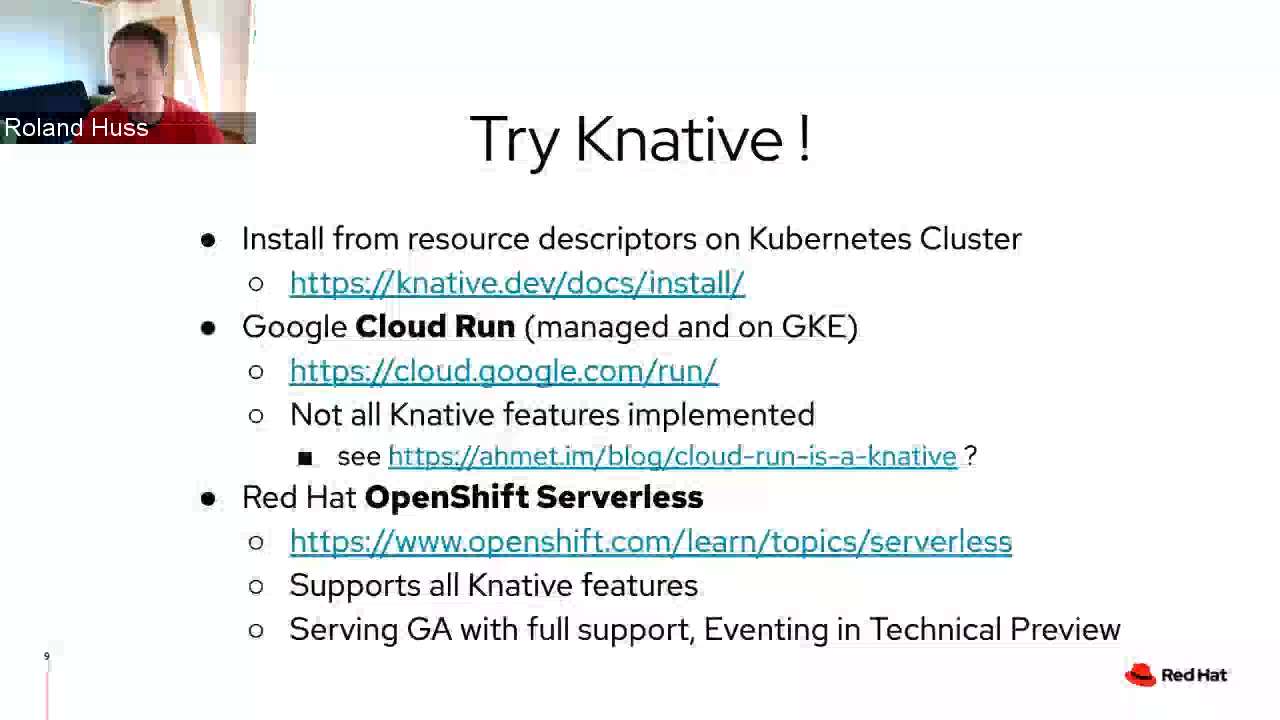 Roland Huss
Try Knative !
● Install from resource descriptors on Kubernetes Cluster
○ https://knative.dev/docs/install/
● Google Cloud Run (managed and on GKE)
○ https://cloud.google.com/run/
○ Not all Knative features implemented
■ see https://ahmet.im/blog/cloud-run-is-a-knative ?
● Red Hat OpenShift Serverless
○ https://www.openshift.com/learn/topics/serverless
○ Supports all Knative features
○ Serving GA with full support, Eventing in Technical Preview
9
Red Hat